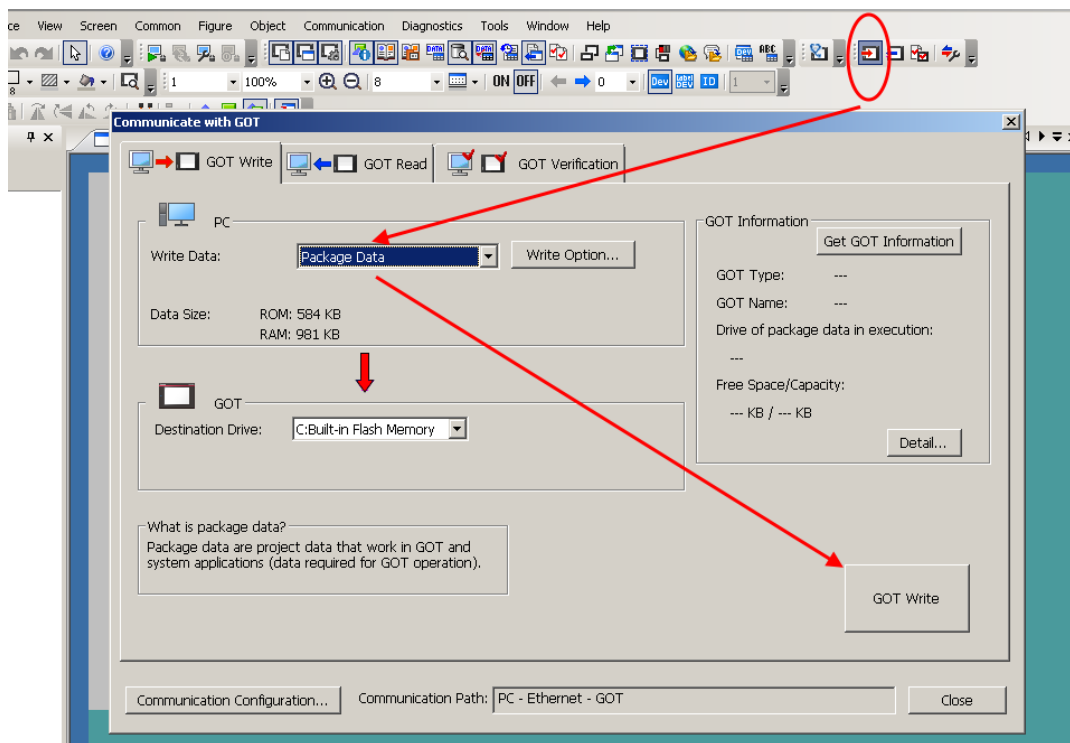 ce View Screen Common Figure Object Communication Diagnostics Tools Window Help
8 1 100% 8 ON OFF 0 Dev ID 1
Communicate with GOT
GOT Write GOT Read GOT Verification
PC
Write Data: Package Data Write Option...
Data Size: ROM: 584 KB
RAM: 981 KB
GOT
Destination Drive: C:Built-in Flash Memory
What is package data?
Package data are project data that work in GOT and
system applications (data required for GOT operation).
GOT Information
Get GOT Information
GOT Type: ---
GOT Name: ---
Drive of package data in execution:
---
Free Space/Capacity:
--- KB / --- KB
Detail...
GOT Write
Communication Configuration... Communication Path: PC - Ethernet - GOT Close